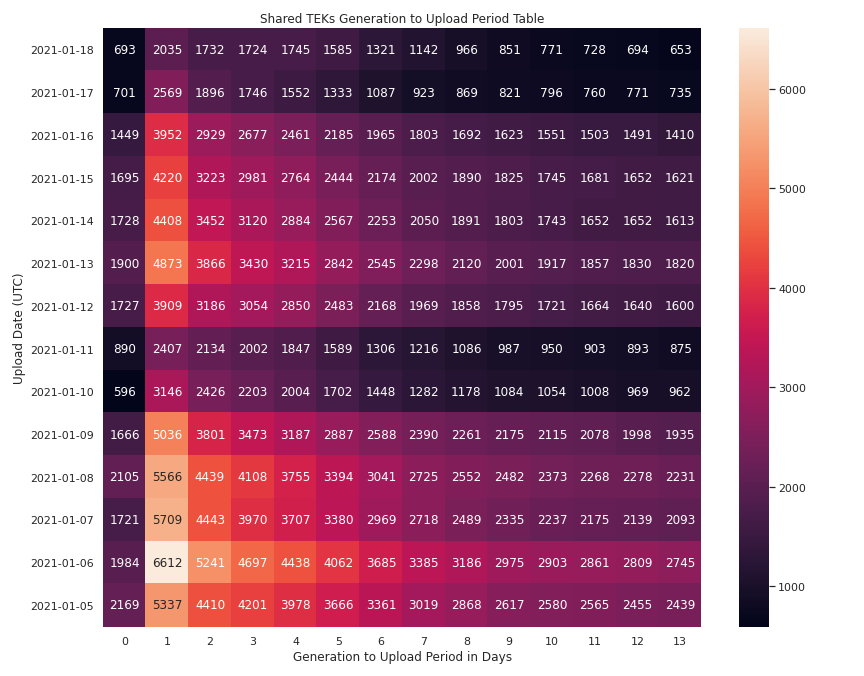 Shared TEKs Generation to Upload Period Table
Upload Date (UTC)
2021-01-18 693 2035 1732 1724 1745 1585 1321 1142 966 851 771 728 694 653
2021-01-17 701 2569 1896 1746 1552 1333 1087 923 869 821 796 760 771 735
2021-01-16 1449 3952 2929 2677 2461 2185 1965 1803 1692 1623 1551 1503 1491 1410
2021-01-15 1695 4220 3223 2981 2764 2444 2174 2002 1890 1825 1745 1681 1652 1621
2021-01-14 1728 4408 3452 3120 2884 2567 2253 2050 1891 1803 1743 1652 1652 1613
2021-01-13 1900 4873 3866 3430 3215 2842 2545 2298 2120 2001 1917 1857 1830 1820
2021-01-12 1727 3909 3186 3054 2850 2483 2168 1969 1858 1795 1721 1664 1640 1600
2021-01-11 890 2407 2134 2002 1847 1589 1306 1216 1086 987 950 903 893 875
2021-01-10 596 3146 2426 2203 2004 1702 1448 1282 1178 1084 1054 1008 969 962
2021-01-09 1666 5036 3801 3473 3187 2887 2588 2390 2261 2175 2115 2078 1998 1935
2021-01-08 2105 5566 4439 4108 3755 3394 3041 2725 2552 2482 2373 2268 2278 2231
2021-01-07 1721 5709 4443 3970 3707 3380 2969 2718 2489 2335 2237 2175 2139 2093
2021-01-06 1984 6612 5241 4697 4438 4062 3685 3385 3186 2975 2903 2861 2809 2745
2021-01-05 2169 5337 4410 4201 3978 3666 3361 3019 2868 2617 2580 2565 2455 2439
0 1 2 3 4 5 6 7 8 9 10 11 12 13
Generation to Upload Period in Days
6000
5000
4000
3000
2000
1000